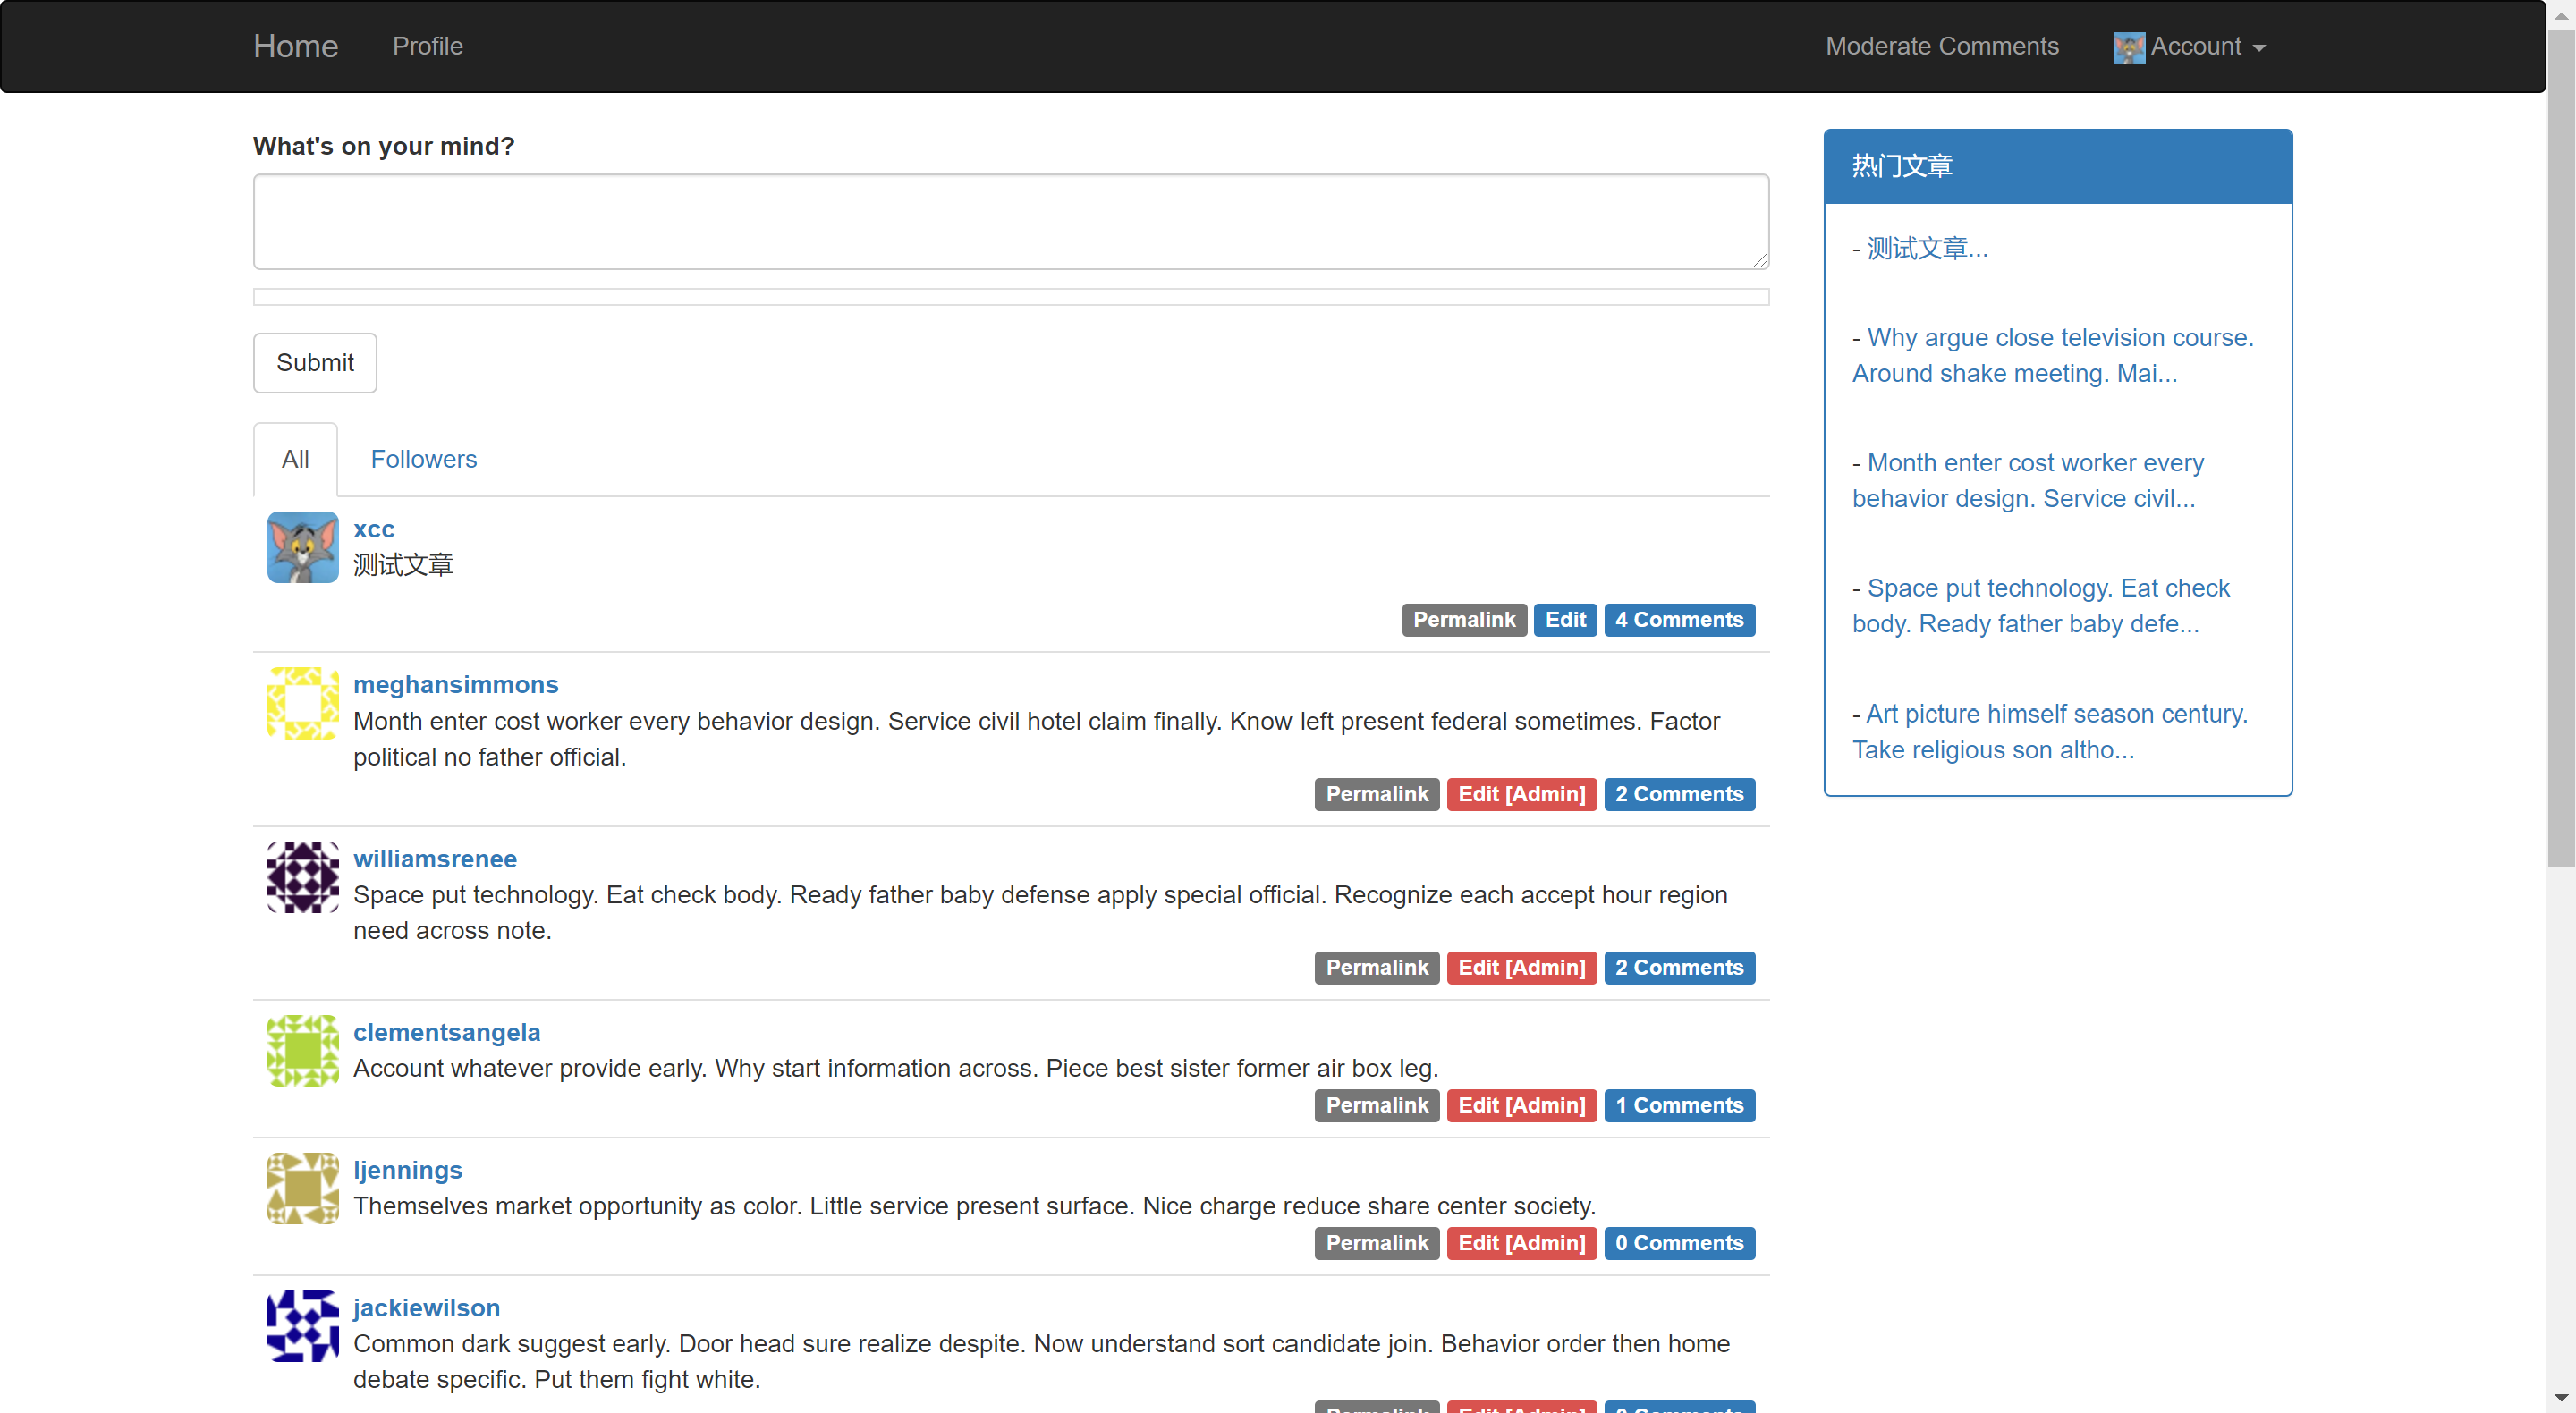 Home
Profile
Moderate Comments
Account
What's on your mind?
Submit
All
Followers
xcc
测试文章
Permalink
Edit
4 Comments
meghansimmons
Month enter cost worker every behavior design. Service civil hotel claim finally. Know left present federal sometimes. Factor
political no father official.
Permalink
Edit [Admin]
2 Comments
williamsrenee
Space put technology. Eat check body. Ready father baby defense apply special official. Recognize each accept hour region
need across note.
Permalink
Edit [Admin]
2 Comments
clementsangela
Account whatever provide early. Why start information across. Piece best sister former air box leg.
Permalink
Edit [Admin]
1 Comments
ljennings
Themselves market opportunity as color. Little service present surface. Nice charge reduce share center society.
Permalink
Edit [Admin]
0 Comments
jackiewilson
Common dark suggest early. Door head sure realize despite. Now understand sort candidate join. Behavior order then home
debate specific. Put them fight white.
热门文章
- 测试文章...
- Why argue close television course.
Around shake meeting. Mai...
- Month enter cost worker every
behavior design. Service civil...
- Space put technology. Eat check
body. Ready father baby defe...
- Art picture himself season century.
Take religious son altho...